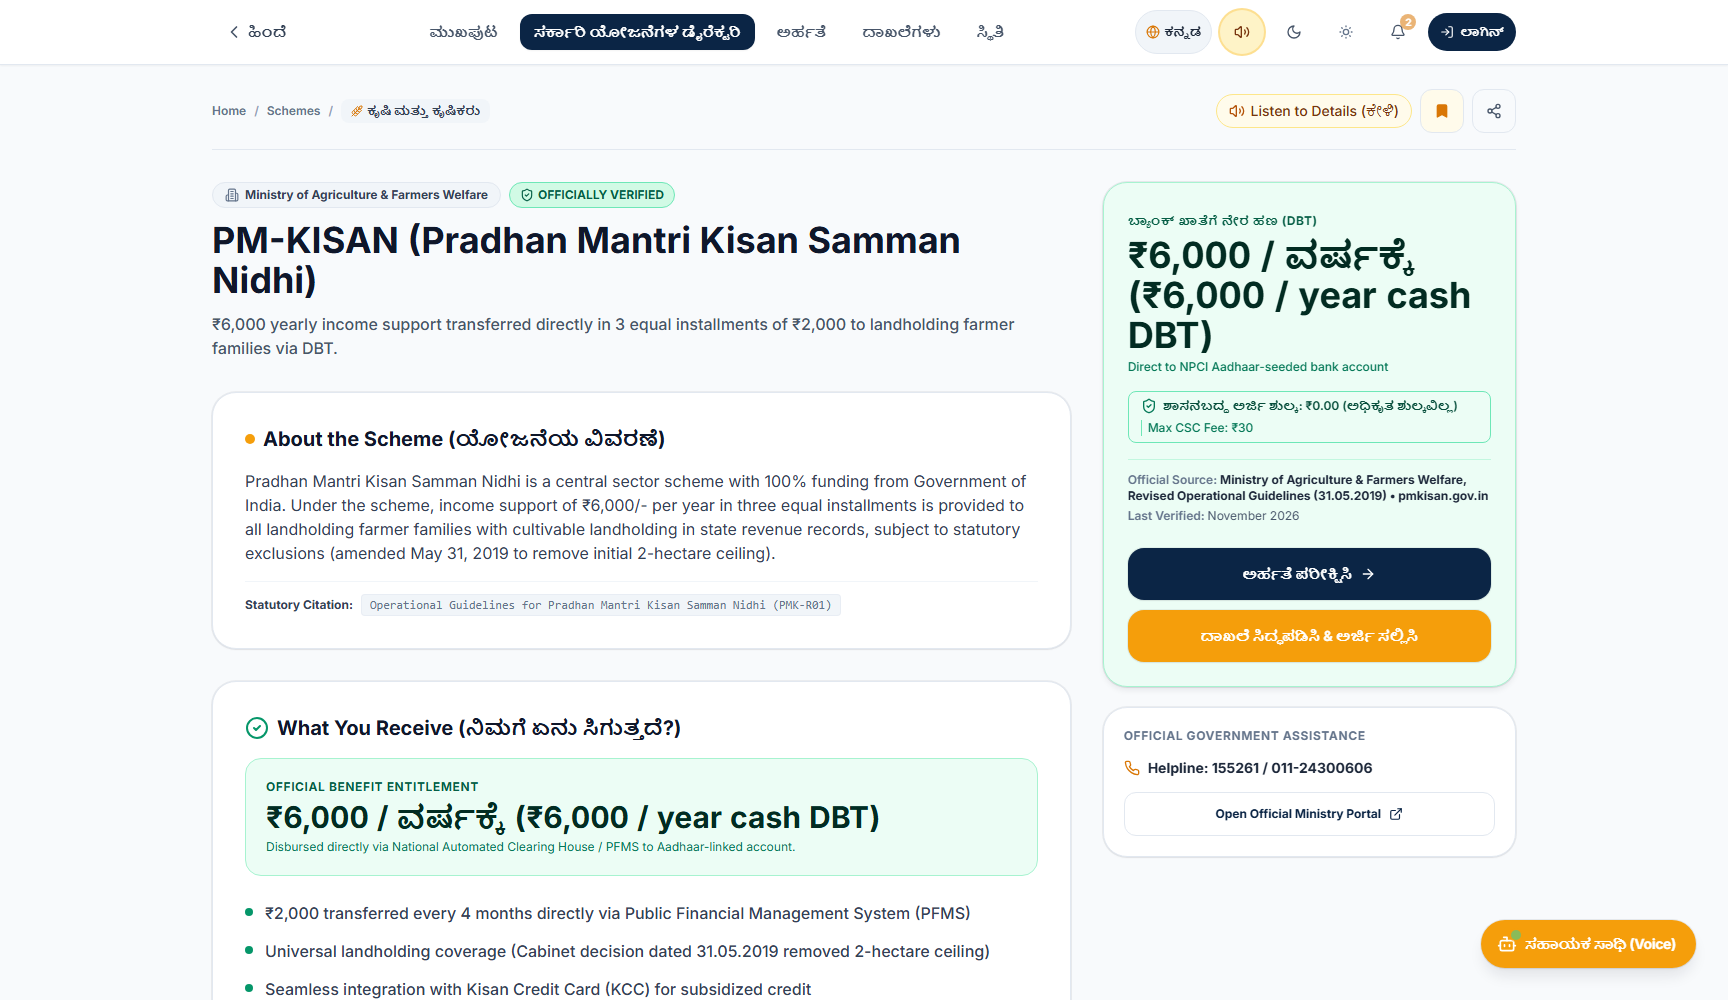 ಹಿಂದೆ
ಮುಖಪುಟ
ಸರ್ಕಾರಿ ಯೋಜನೆಗಳ ಡೈರೆಕ್ಟರಿ
ಅರ್ಹತೆ
ದಾಖಲೆಗಳು
ಸ್ಥಿತಿ
ಕನ್ನಡ
2
ಲಾಗಿನ್
Home / Schemes / ಕೃಷಿ ಮತ್ತು ಕೃಷಿಕರು
Listen to Details (ಕೇಳಿ)
Ministry of Agriculture & Farmers Welfare
OFFICIALLY VERIFIED
PM-KISAN (Pradhan Mantri Kisan Samman
Nidhi)
₹6,000 yearly income support transferred directly in 3 equal installments of ₹2,000 to landholding farmer
families via DBT.
About the Scheme (ಯೋಜನೆಯ ವಿವರಣೆ)
Pradhan Mantri Kisan Samman Nidhi is a central sector scheme with 100% funding from Government of
India. Under the scheme, income support of ₹6,000/- per year in three equal installments is provided to
all landholding farmer families with cultivable landholding in state revenue records, subject to statutory
exclusions (amended May 31, 2019 to remove initial 2-hectare ceiling).
Statutory Citation: Operational Guidelines for Pradhan Mantri Kisan Samman Nidhi (PMK-R01)
What You Receive (ನಿಮಗೆ ಏನು ಸಿಗುತ್ತದೆ?)
OFFICIAL BENEFIT ENTITLEMENT
₹6,000 / ವರ್ಷಕ್ಕೆ (₹6,000 / year cash DBT)
Disbursed directly via National Automated Clearing House / PFMS to Aadhaar-linked account.
₹2,000 transferred every 4 months directly via Public Financial Management System (PFMS)
Universal landholding coverage (Cabinet decision dated 31.05.2019 removed 2-hectare ceiling)
Seamless integration with Kisan Credit Card (KCC) for subsidized credit
ಬ್ಯಾಂಕ್ ಖಾತೆಗೆ ನೇರ ಹಣ (DBT)
₹6,000 / ವರ್ಷಕ್ಕೆ
(₹6,000 / year cash
DBT)
Direct to NPCI Aadhaar-seeded bank account
ಶಾಸನಬದ್ಧ ಅರ್ಜಿ ಶುಲ್ಕ: ₹0.00 (ಅಧಿಕೃತ ಶುಲ್ಕವಿಲ್ಲ)
Max CSC Fee: ₹30
Official Source: Ministry of Agriculture & Farmers Welfare,
Revised Operational Guidelines (31.05.2019) • pmkisan.gov.in
Last Verified: November 2026
ಅರ್ಹತೆ ಪರೀಕ್ಷಿಸಿ →
ದಾಖಲೆ ಸಿದ್ಧಪಡಿಸಿ & ಅರ್ಜಿ ಸಲ್ಲಿಸಿ
OFFICIAL GOVERNMENT ASSISTANCE
Helpline: 155261 / 011-24300606
Open Official Ministry Portal
ಸಹಾಯಕ ಸಾಥಿ (Voice)